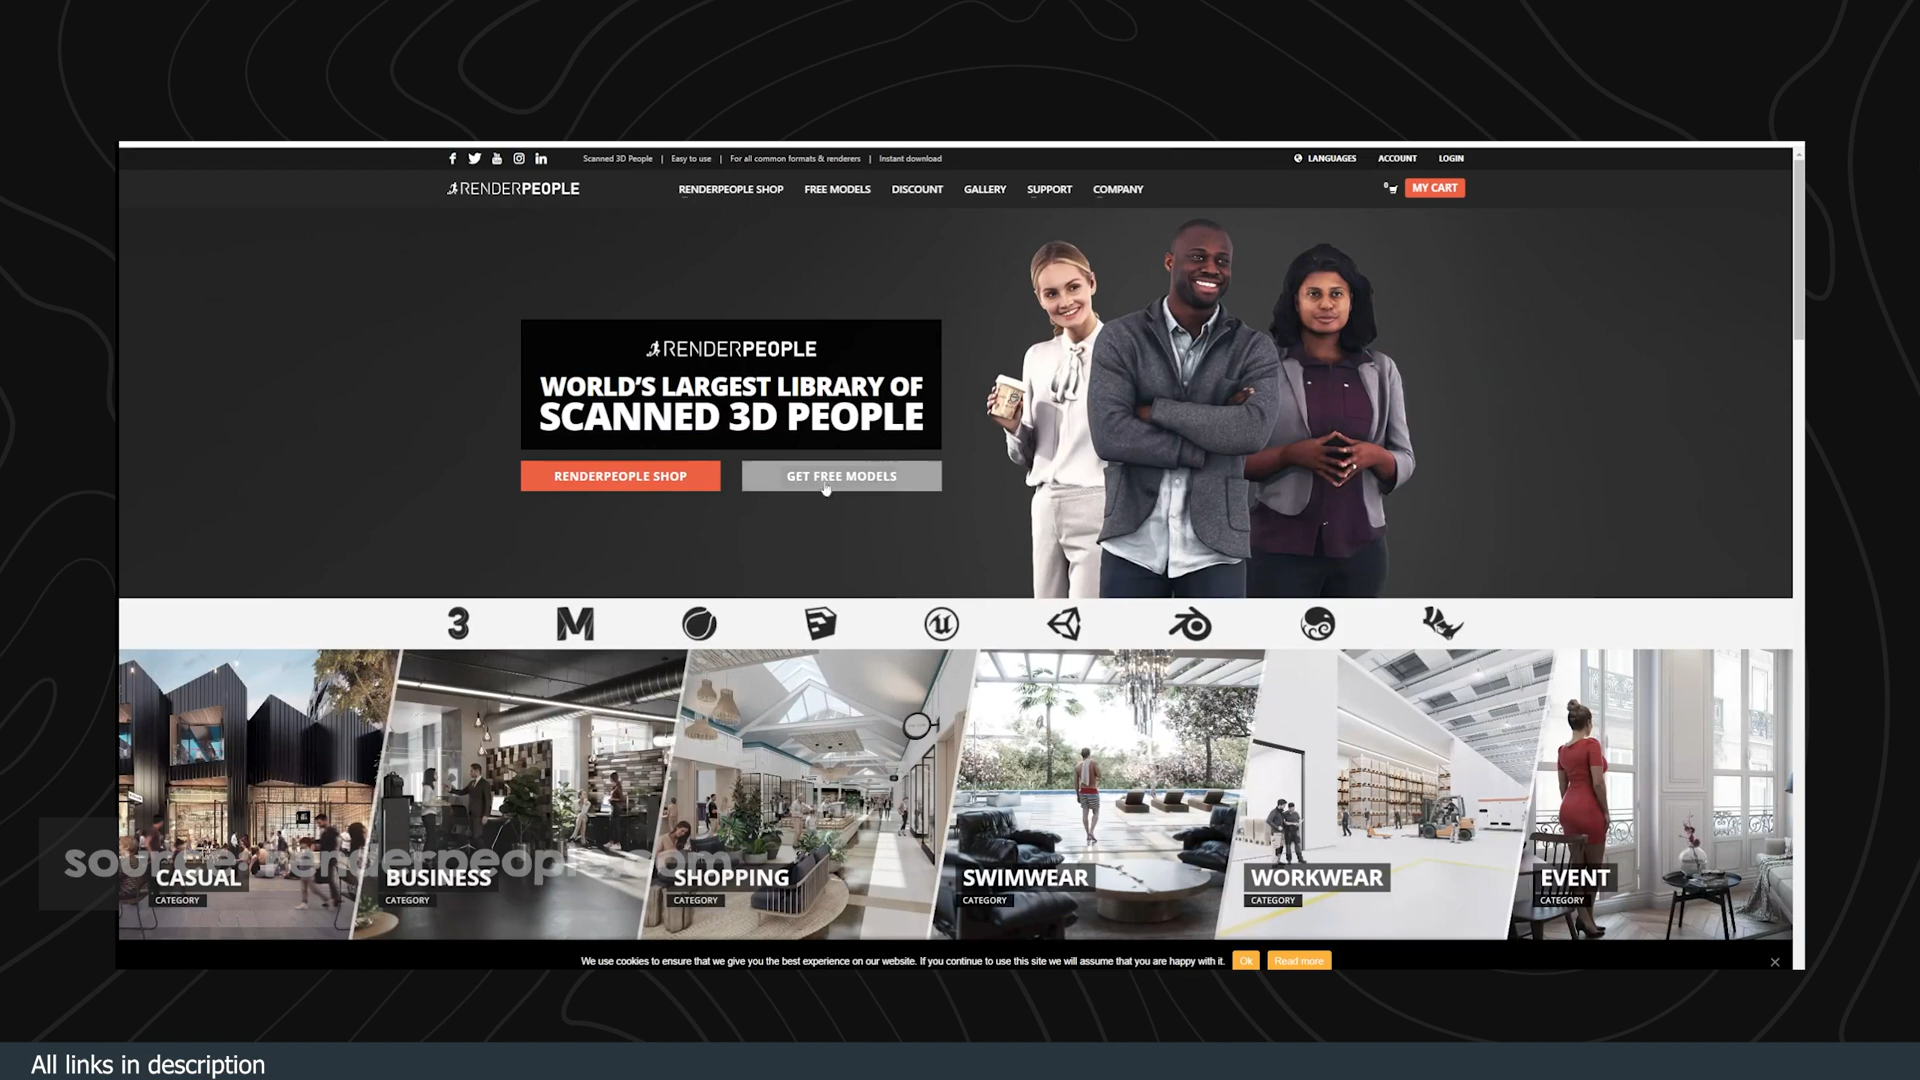 Scanned 3D People | Easy to use | For all common formats & renderers | Instant download
LANGUAGES ACCOUNT LOGIN
RENDERPEOPLE
RENDERPEOPLE SHOP FREE MODELS DISCOUNT GALLERY SUPPORT COMPANY
0 MY CART
RENDERPEOPLE
WORLD'S LARGEST LIBRARY OF
SCANNED 3D PEOPLE
RENDERPEOPLE SHOP GET FREE MODELS
source: renderpeople.com
CASUAL BUSINESS SHOPPING SWIMWEAR WORKWEAR EVENT
CATEGORY CATEGORY CATEGORY CATEGORY CATEGORY CATEGORY
We use cookies to ensure that we give you the best experience on our website. If you continue to use this site we will assume that you are happy with it. Ok Read more
All links in description